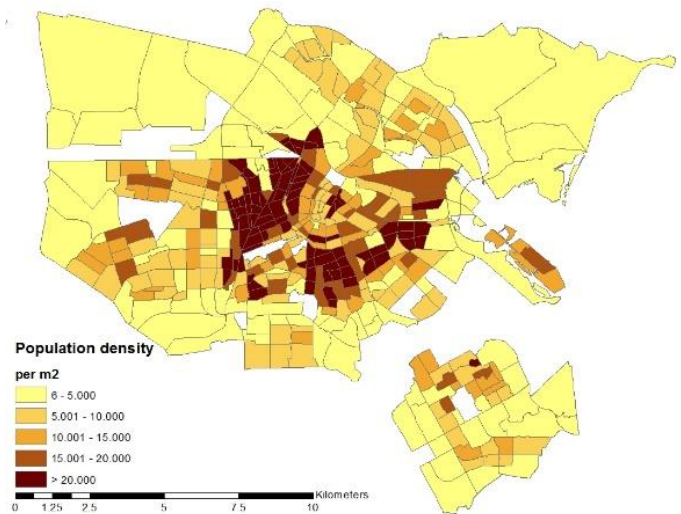 Population density
per m2
6 - 5.000
5.001 - 10.000
10.001 - 15.000
15.001 - 20.000
> 20.000
Kilometers
0 1.25 2.5 5 7.5 10